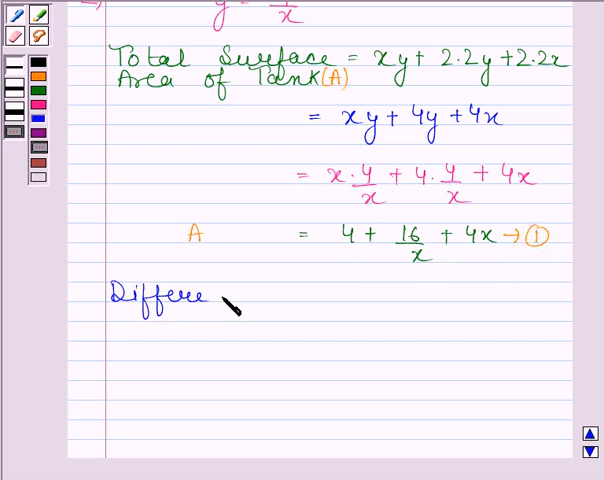 y = 4/x
Total Surface = xy + 2.2y + 2.2x
Area of Tank (A)
= xy + 4y + 4x
= x . 4/x + 4 . 4/x + 4x
A = 4 + 16/x + 4x → ①
Differe